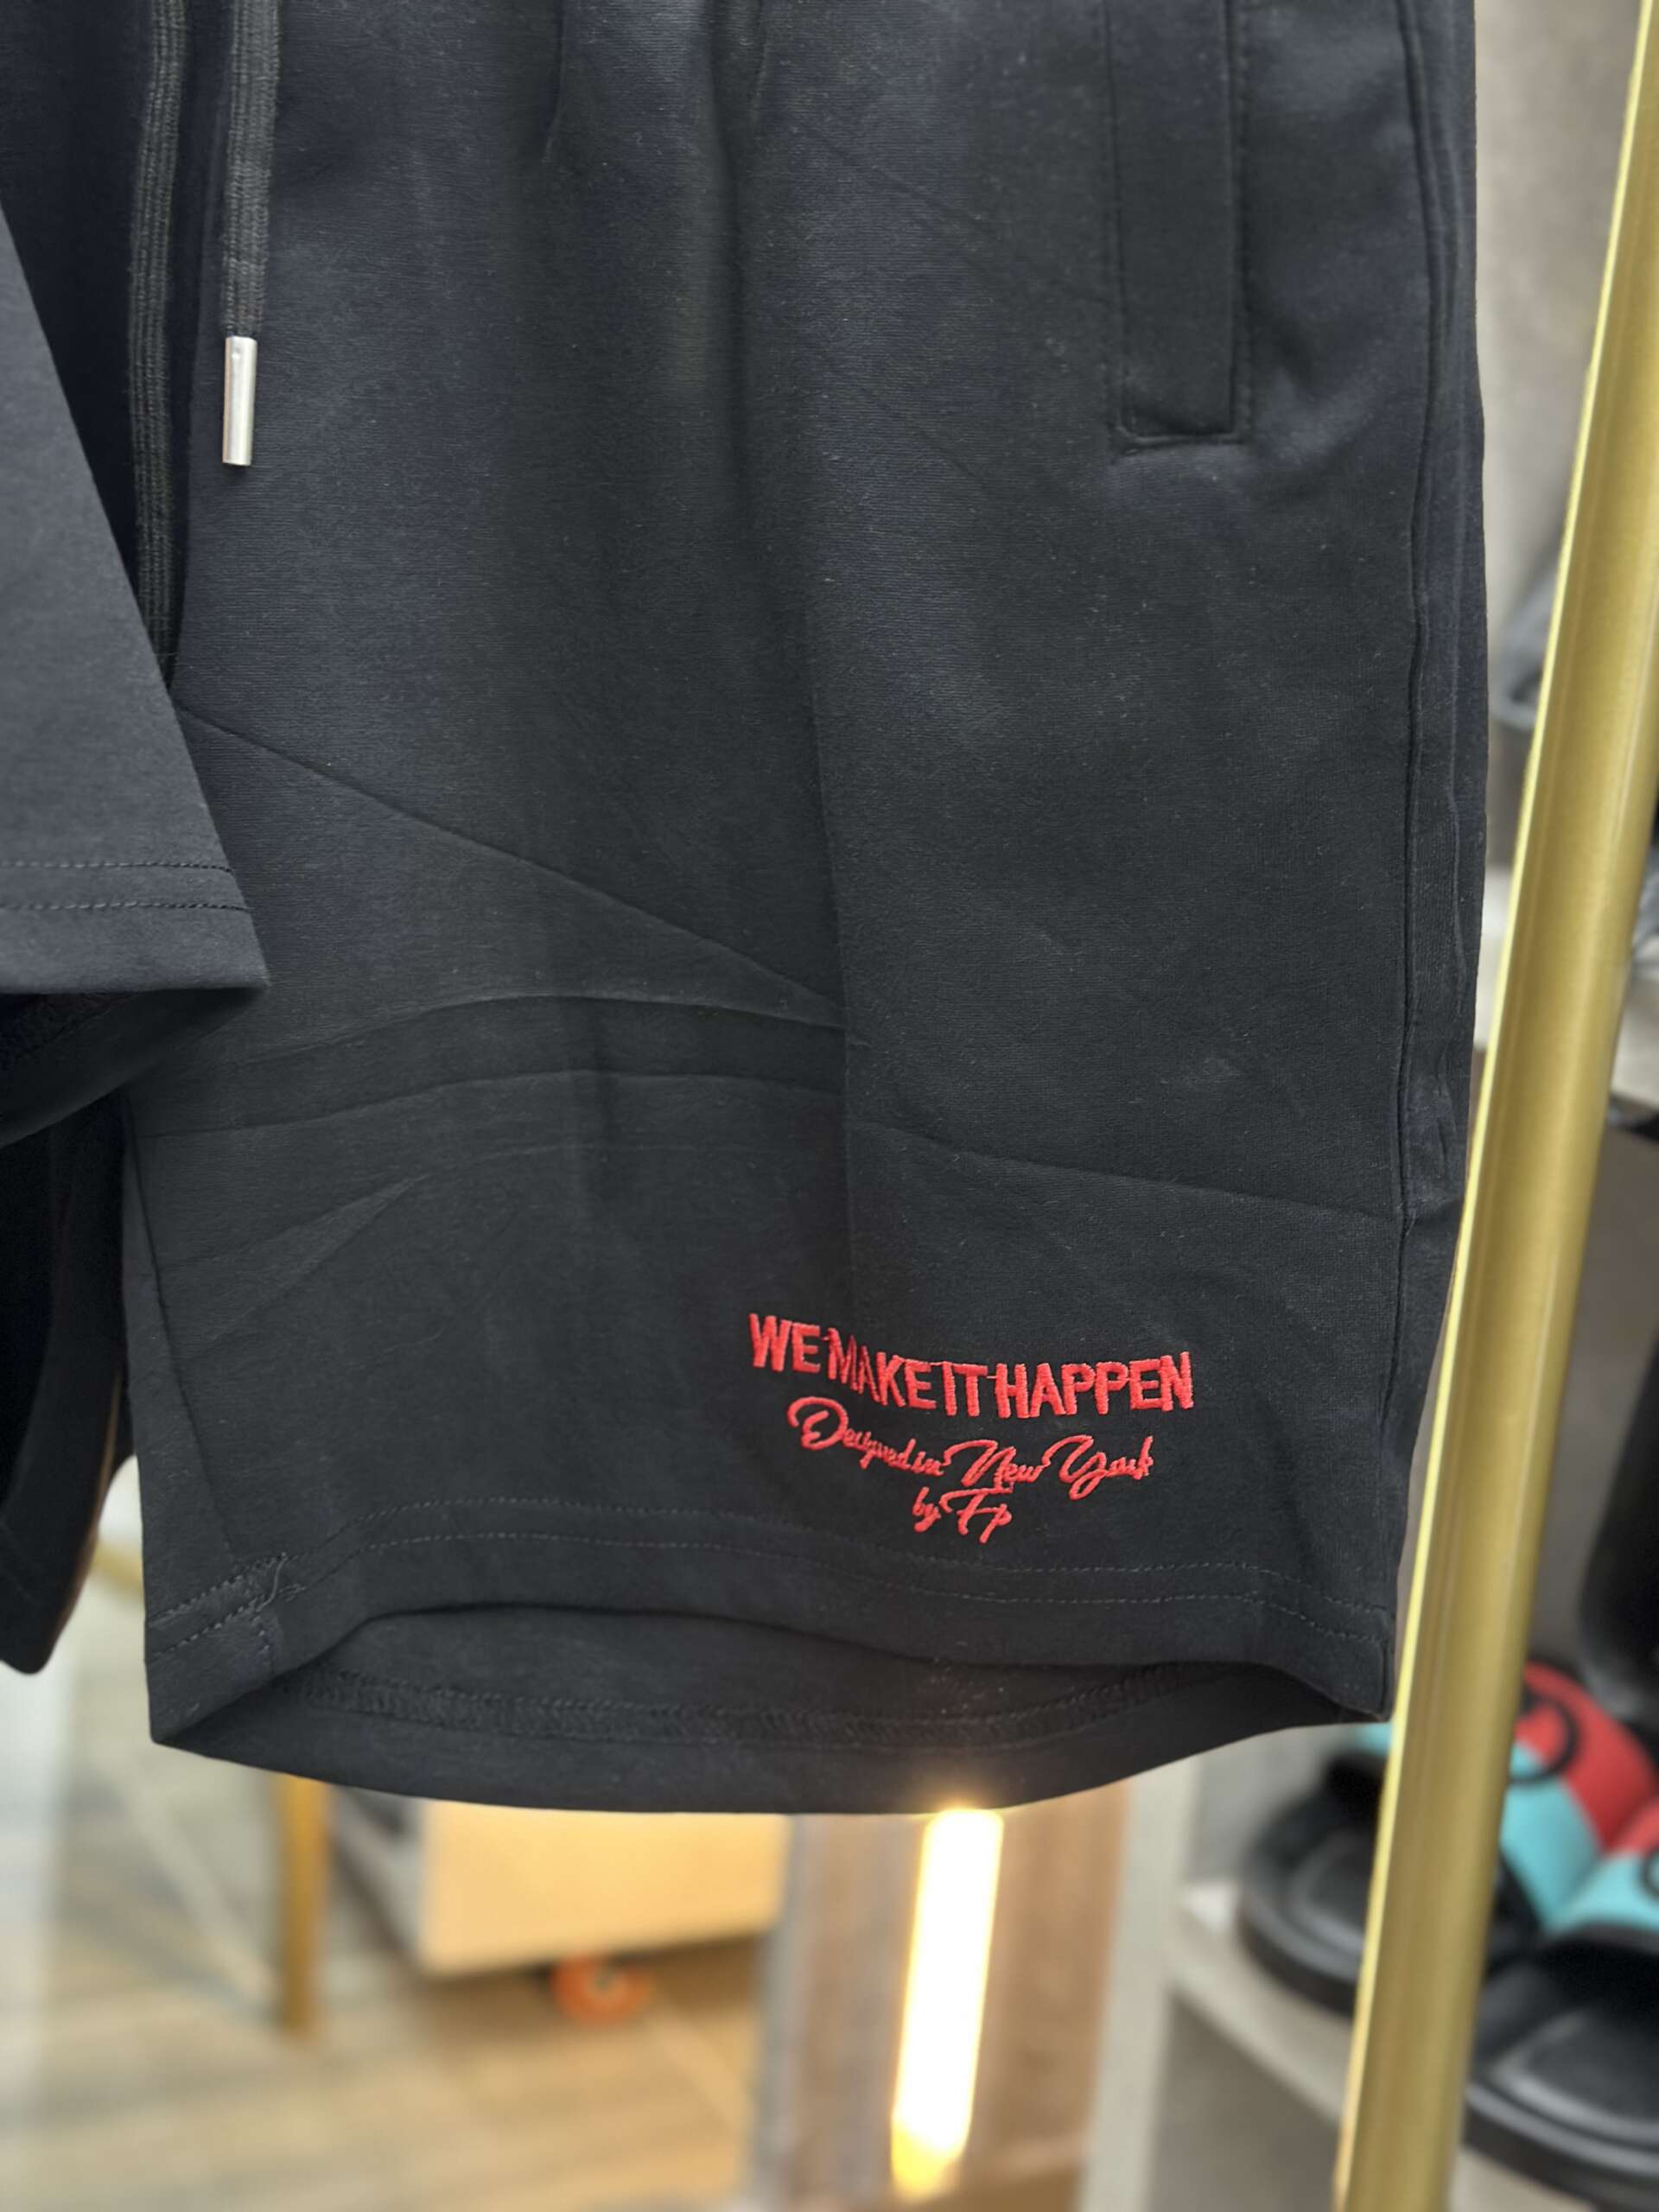 WE MAKE IT HAPPEN
Designed in New York
by Fp